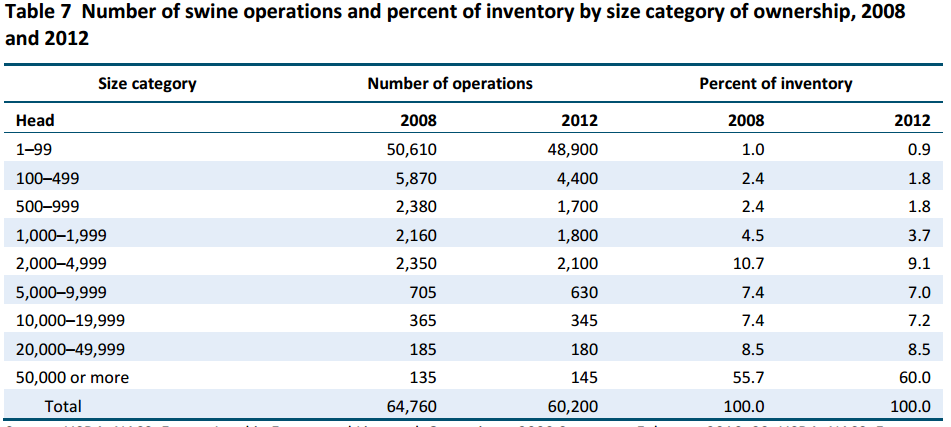 Table 7 Number of swine operations and percent of inventory by size category of ownership, 2008
and 2012
Size category Number of operations Percent of inventory
Head 2008 2012 2008 2012
1–99 50,610 48,900 1.0 0.9
100–499 5,870 4,400 2.4 1.8
500–999 2,380 1,700 2.4 1.8
1,000–1,999 2,160 1,800 4.5 3.7
2,000–4,999 2,350 2,100 10.7 9.1
5,000–9,999 705 630 7.4 7.0
10,000–19,999 365 345 7.4 7.2
20,000–49,999 185 180 8.5 8.5
50,000 or more 135 145 55.7 60.0
Total 64,760 60,200 100.0 100.0